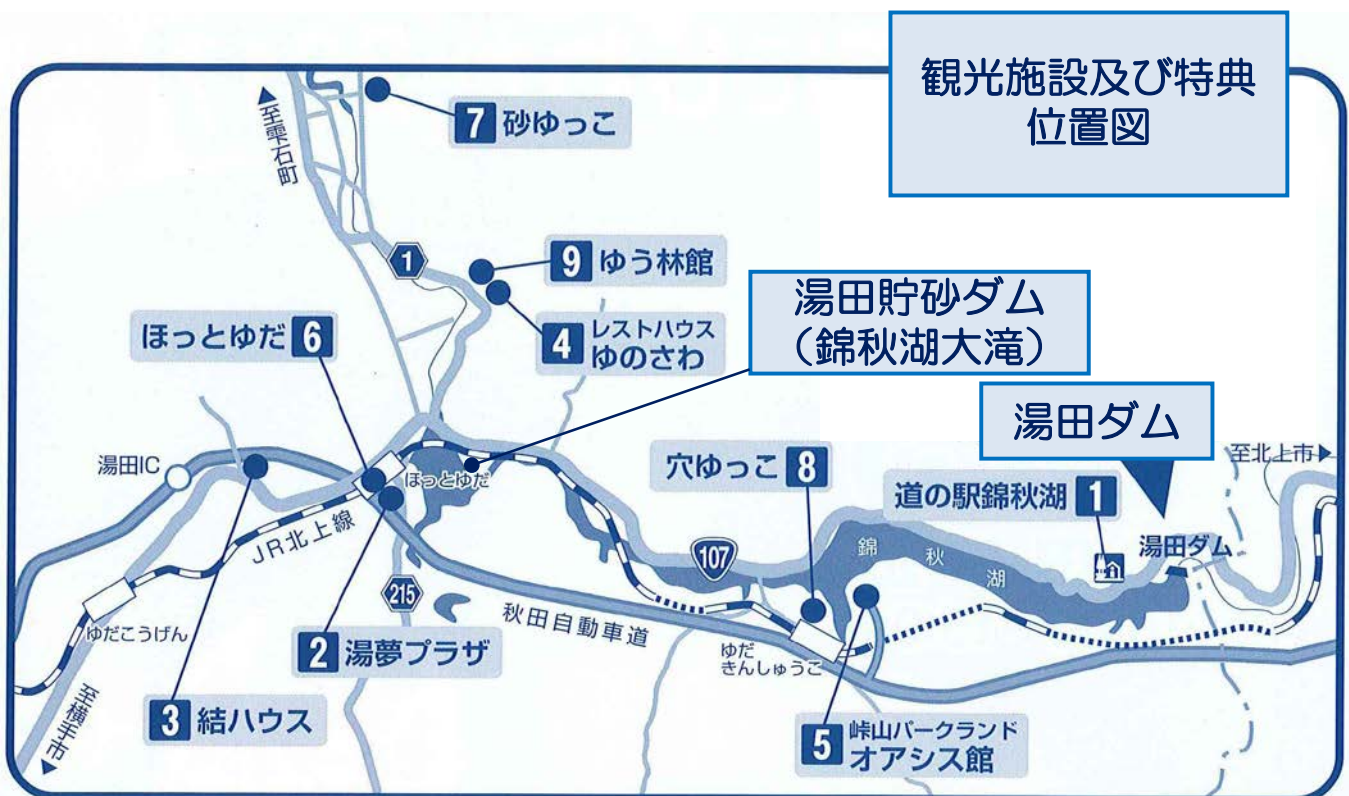 観光施設及び特典
位置図
至雫石町
7 砂ゆっこ
1
9 ゆう林館
4 レストハウス
ゆのさわ
湯田貯砂ダム
（錦秋湖大滝）
湯田ダム
ほっとゆだ 6
湯田IC
ほっとゆだ
JR北上線
穴ゆっこ 8
道の駅錦秋湖 1
至北上市
湯田ダム
錦秋湖
107
215
秋田自動車道
ゆだこうげん
2 湯夢プラザ
ゆだ
きんしゅうこ
3 結ハウス
至横手市
5 峠山パークランド
オアシス館